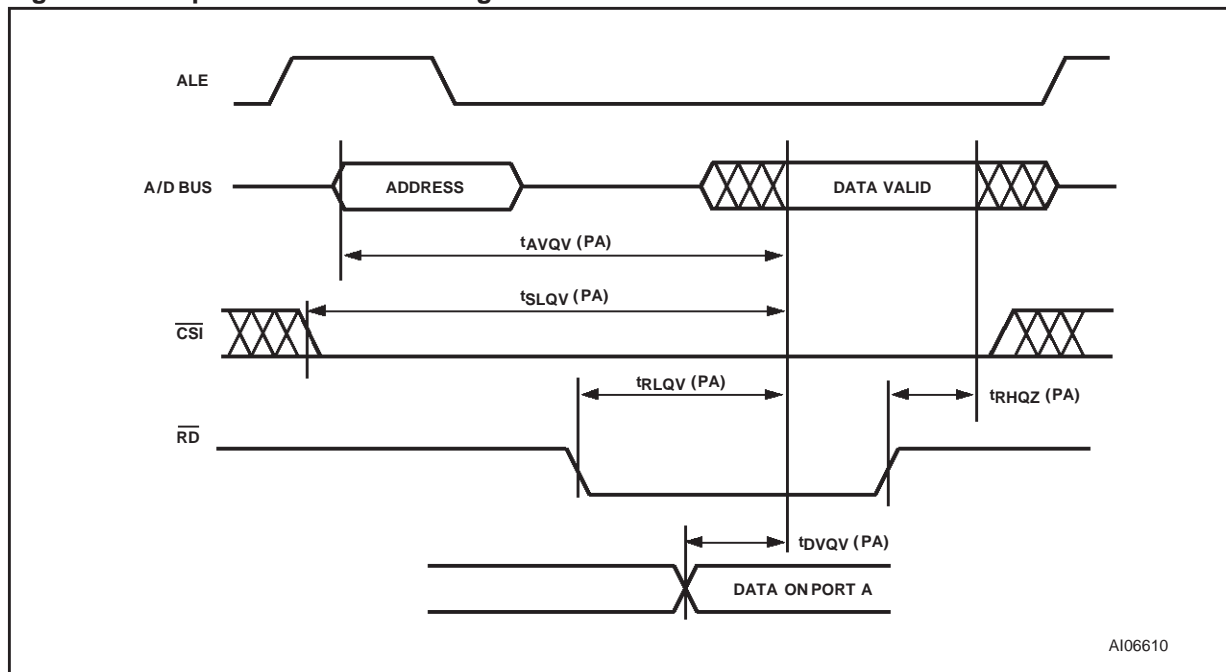 ALE
A/D BUS
ADDRESS
DATA VALID
tAVQV (PA)
tSLQV (PA)
CSI
tRLQV (PA)
tRHQZ (PA)
RD
tDVQV (PA)
DATA ON PORT A
AI06610